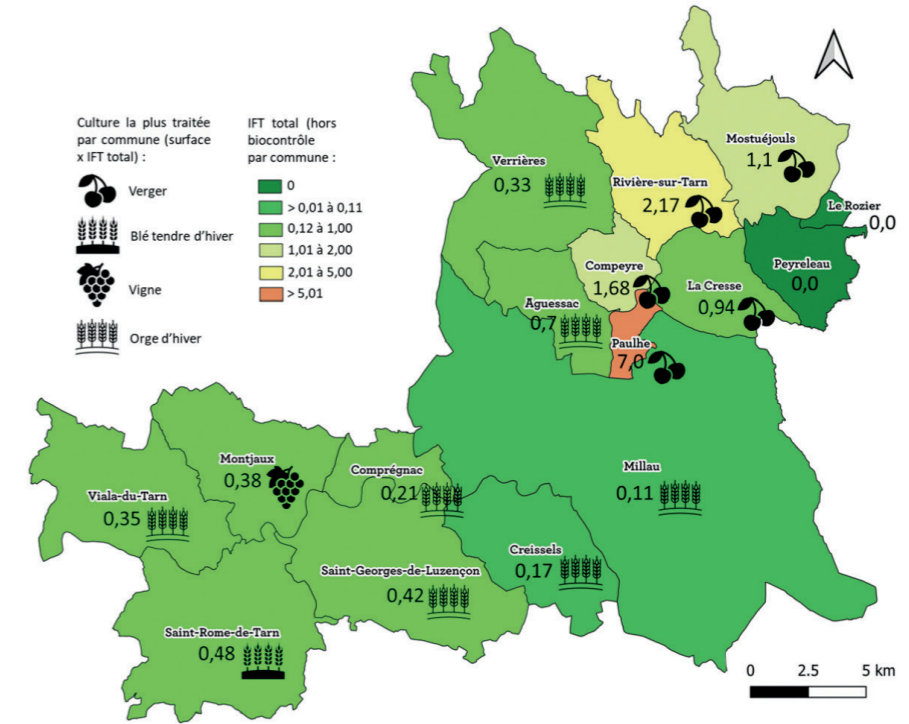 Culture la plus traitée
par commune (surface
x IFT total) :
Verger
Blé tendre d'hiver
Vigne
Orge d'hiver
IFT total (hors
biocontrôle
par commune :
0
> 0,01 à 0,11
0,12 à 1,00
1,01 à 2,00
2,01 à 5,00
> 5,01
Verrières
0,33
Rivière-sur-Tarn
2,17
Mostuéjouls
1,1
Le Rozier
0,0
Peyreleau
0,0
Compeyre
1,68
La Cresse
0,94
Aguessac
0,7
Paulhe
7,0
Millau
0,11
Montjaux
0,38
Comprégnac
0,21
Viala-du-Tarn
0,35
Creissels
0,17
Saint-Georges-de-Luzençon
0,42
Saint-Rome-de-Tarn
0,48
0 2.5 5 km